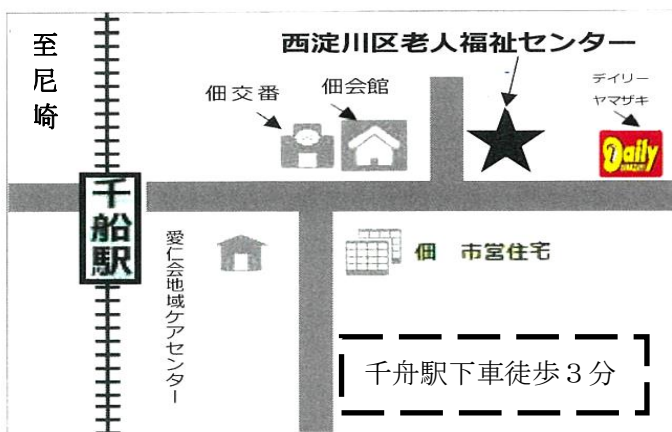 至尼崎
西淀川区老人福祉センター
佃交番
佃会館
デイリー
ヤマザキ
Daily
千船駅
愛仁会地域ケアセンター
佃 市営住宅
千舟駅下車徒歩３分